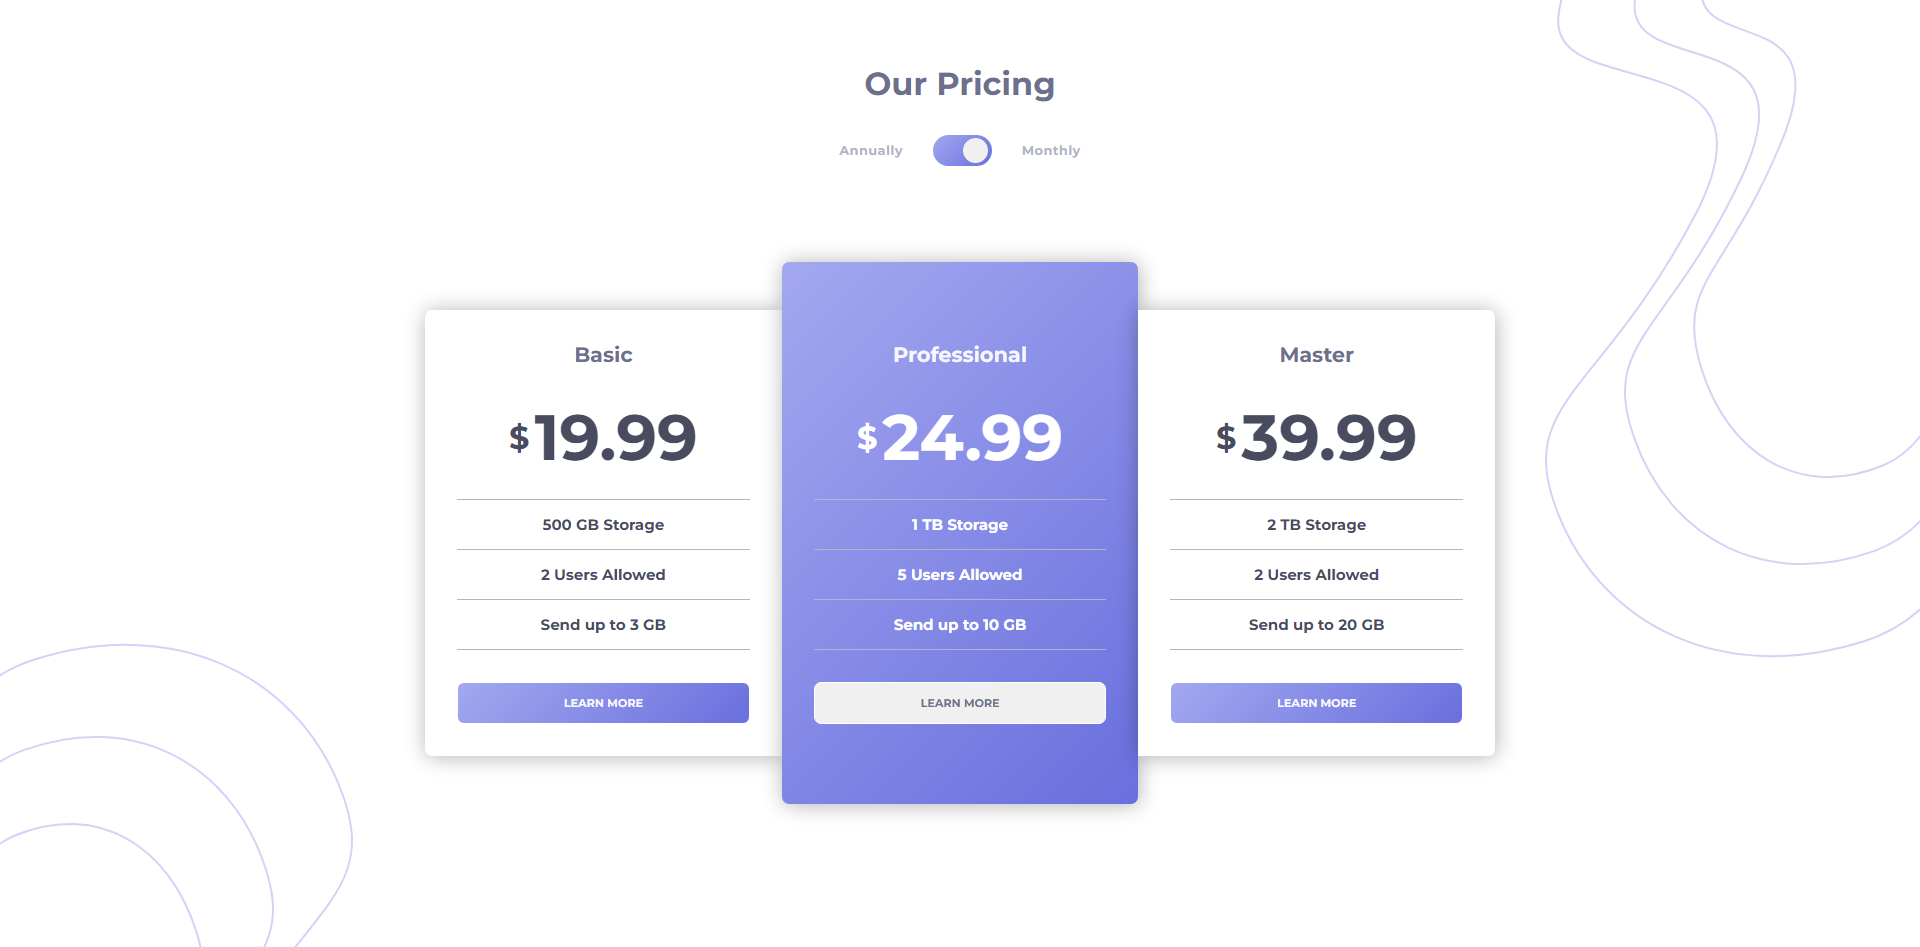 Our Pricing
Annually
Monthly
Basic
$19.99
500 GB Storage
2 Users Allowed
Send up to 3 GB
LEARN MORE
Professional
$24.99
1 TB Storage
5 Users Allowed
Send up to 10 GB
LEARN MORE
Master
$39.99
2 TB Storage
2 Users Allowed
Send up to 20 GB
LEARN MORE